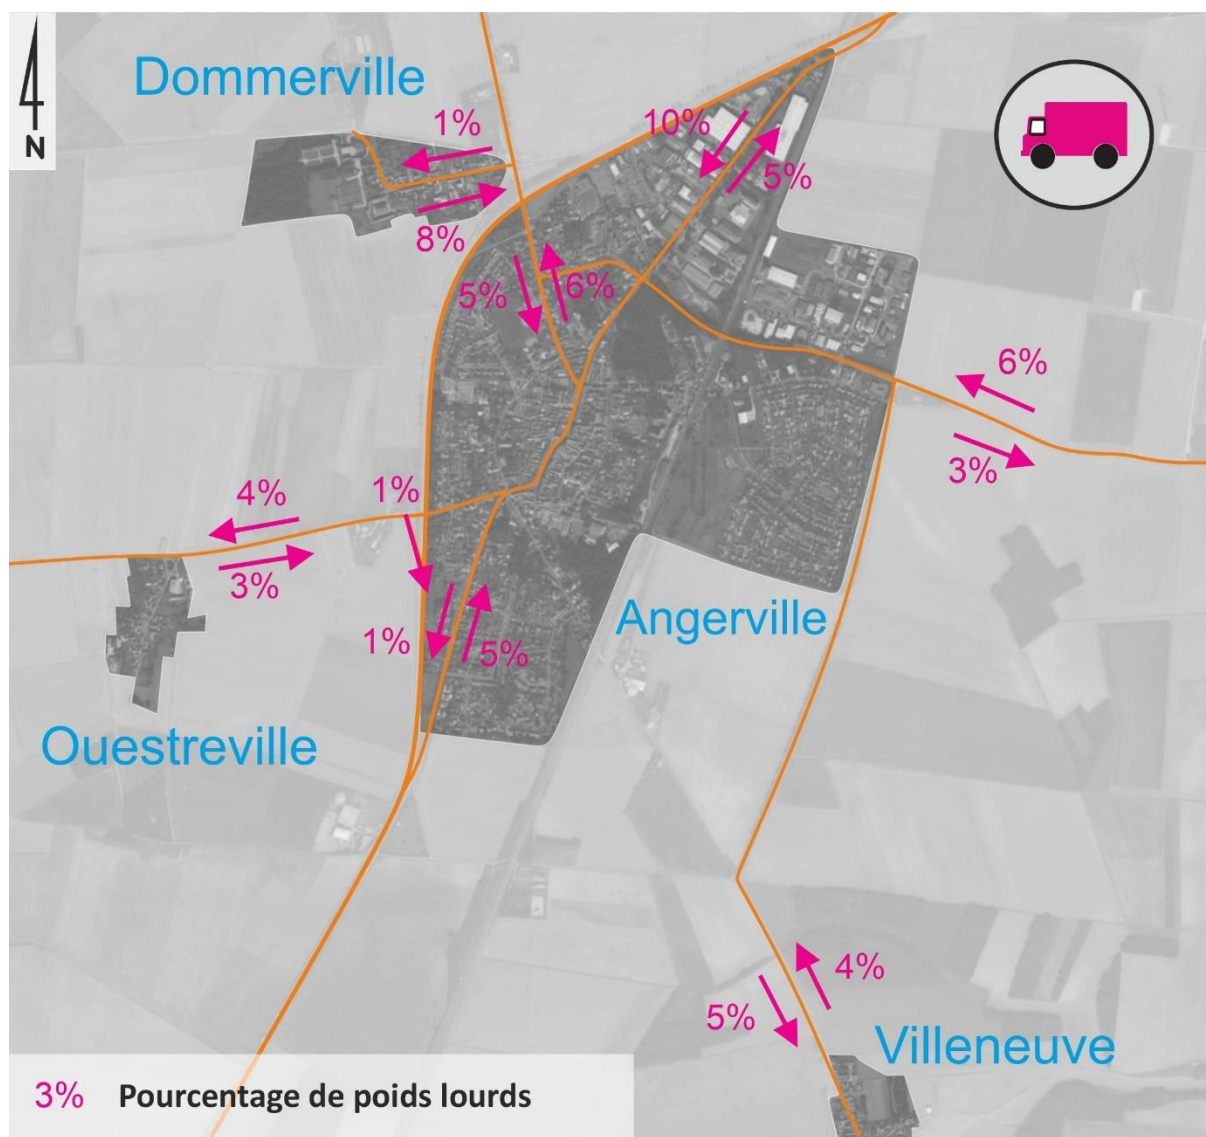 Dommerville
N
1%
8%
10%
5%
5%
6%
6%
3%
4%
3%
1%
1%
5%
Angerville
Ouestreville
4%
5%
Villeneuve
3% Pourcentage de poids lourds